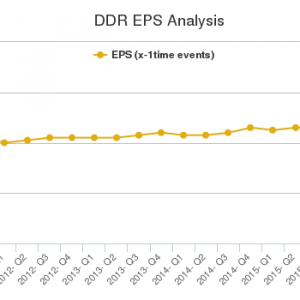 DDR EPS Analysis
EPS (x-1time events)
2012- Q2
2012- Q3
2012- Q4
2013- Q1
2013- Q2
2013- Q3
2013- Q4
2014- Q1
2014- Q2
2014- Q3
2014- Q4
2015- Q1
2015- Q2